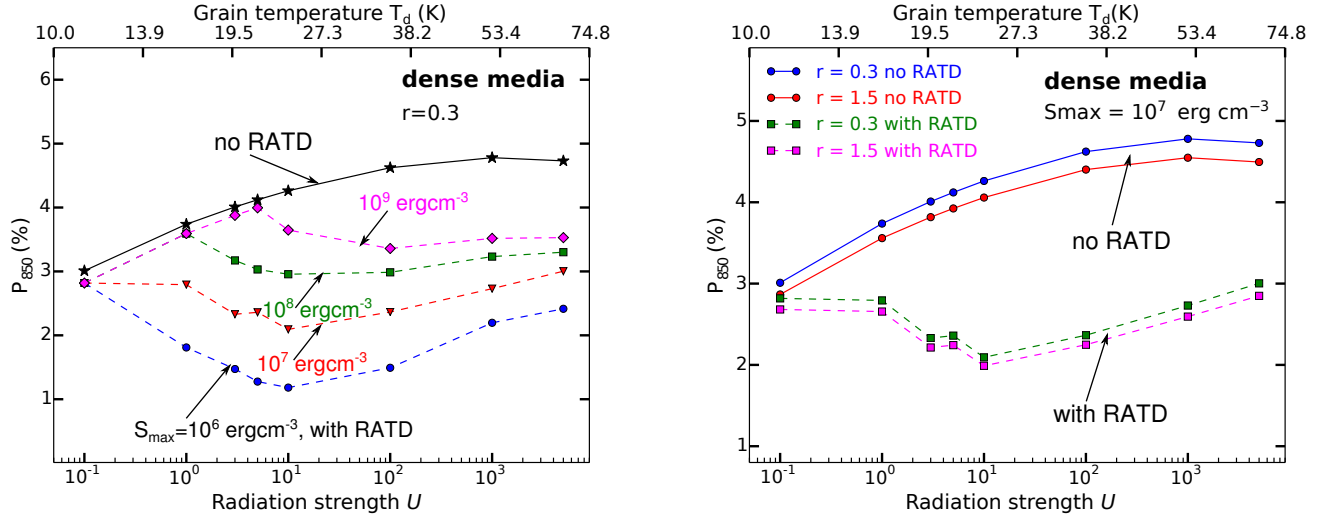 Grain temperature T_d (K)
10.0 13.9 19.5 27.3 38.2 53.4 74.8
dense media
r=0.3
no RATD
10^9 ergcm^-3
10^8 ergcm^-3
10^7 ergcm^-3
S_max=10^6 ergcm^-3, with RATD
P_850 (%)
6
5
4
3
2
1
10^-1 10^0 10^1 10^2 10^3
Radiation strength U
Grain temperature T_d(K)
10.0 13.9 19.5 27.3 38.2 53.4 74.8
r = 0.3 no RATD
r = 1.5 no RATD
r = 0.3 with RATD
r = 1.5 with RATD
dense media
Smax = 10^7 erg cm^−3
no RATD
with RATD
P_850 (%)
5
4
3
2
1
10^-1 10^0 10^1 10^2 10^3
Radiation strength U